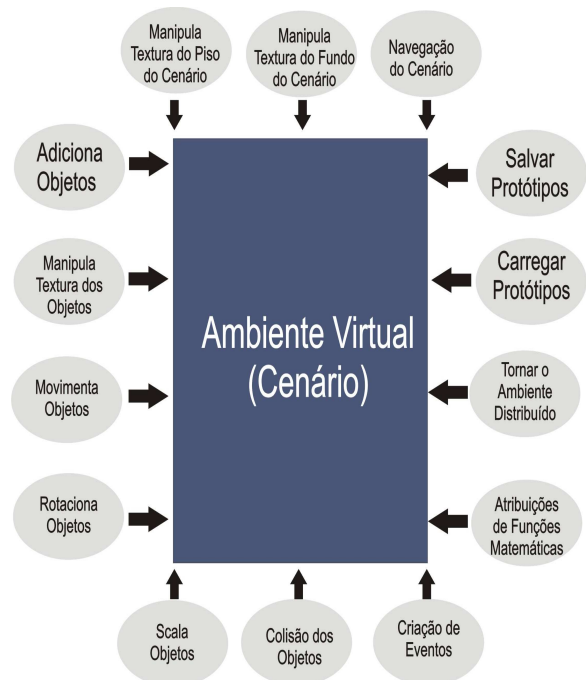 Manipula
Textura do Piso
do Cenário
Manipula
Textura do Fundo
do Cenário
Navegação
do Cenário
Adiciona
Objetos
Salvar
Protótipos
Manipula
Textura dos
Objetos
Carregar
Protótipos
Ambiente Virtual
(Cenário)
Movimenta
Objetos
Tornar o
Ambiente
Distribuído
Rotaciona
Objetos
Atribuições
de Funções
Matemáticas
Scala
Objetos
Colisão dos
Objetos
Criação de
Eventos